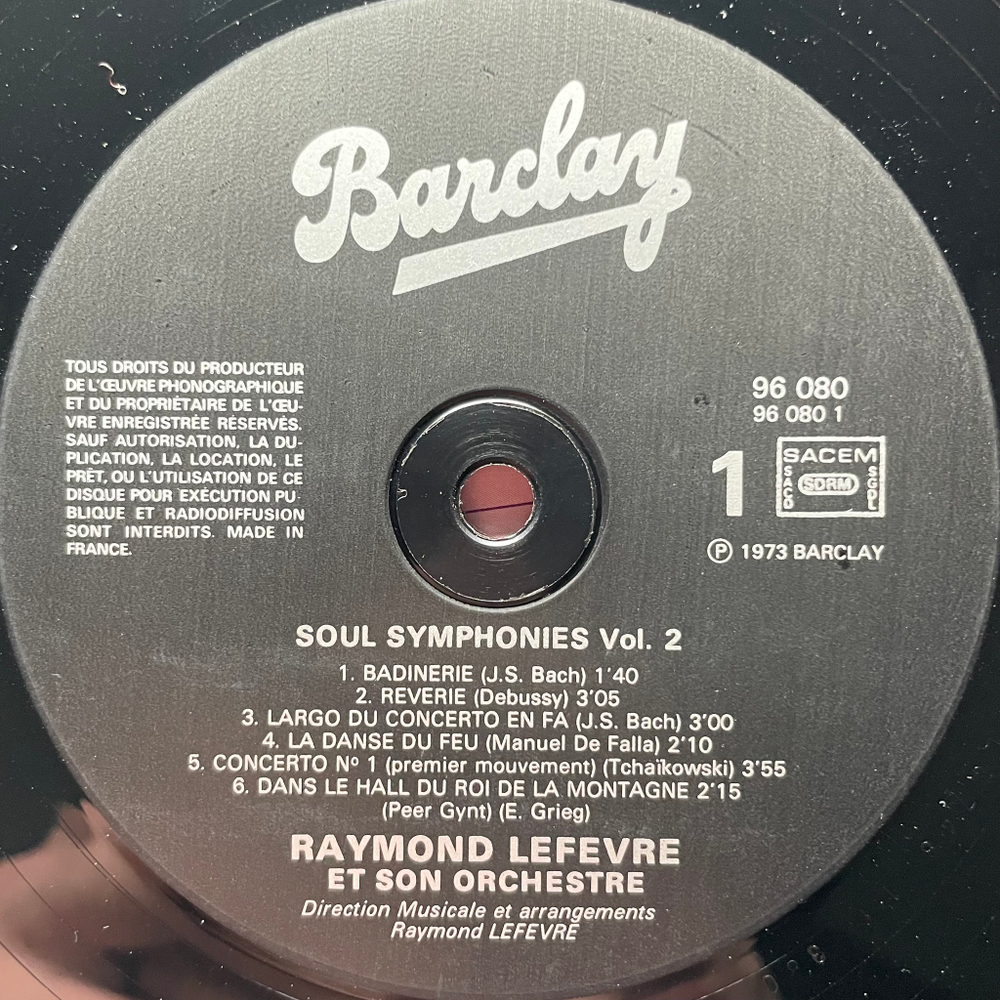 Barclay
TOUS DROITS DU PRODUCTEUR
DE L'ŒUVRE PHONOGRAPHIQUE
ET DU PROPRIÉTAIRE DE L'ŒU-
VRE ENREGISTRÉE RÉSERVÉS.
SAUF AUTORISATION, LA DU-
PLICATION, LA LOCATION, LE
PRÊT, OU L'UTILISATION DE CE
DISQUE POUR EXÉCUTION PU-
BLIQUE ET RADIODIFFUSION
SONT INTERDITS. MADE IN
FRANCE.
96 080
96 080 1
1
SACEM
SACD
SDRM
SGDL
℗ 1973 BARCLAY
SOUL SYMPHONIES Vol. 2
1. BADINERIE (J.S. Bach) 1'40
2. REVERIE (Debussy) 3'05
3. LARGO DU CONCERTO EN FA (J.S. Bach) 3'00
4. LA DANSE DU FEU (Manuel De Falla) 2'10
5. CONCERTO Nº 1 (premier mouvement) (Tchaïkowski) 3'55
6. DANS LE HALL DU ROI DE LA MONTAGNE 2'15
(Peer Gynt) (E. Grieg)
RAYMOND LEFEVRE
ET SON ORCHESTRE
Direction Musicale et arrangements
Raymond LEFEVRE